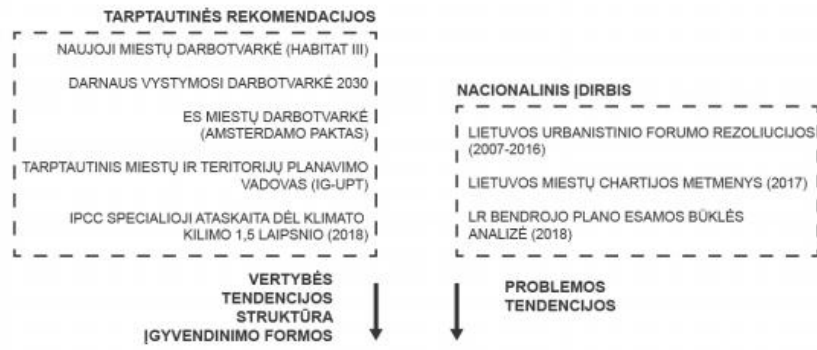 TARPTAUTINĖS REKOMENDACIJOS
NAUJOJI MIESTŲ DARBOTVARKĖ (HABITAT III)
DARNAUS VYSTYMOSI DARBOTVARKĖ 2030
ES MIESTŲ DARBOTVARKĖ
(AMSTERDAMO PAKTAS)
TARPTAUTINIS MIESTŲ IR TERITORIJŲ PLANAVIMO
VADOVAS (IG-UPT)
IPCC SPECIALIOJI ATASKAITA DĖL KLIMATO
KILIMO 1,5 LAIPSNIO (2018)
VERTYBĖS
TENDENCIJOS
STRUKTŪRA
ĮGYVENDINIMO FORMOS
NACIONALINIS ĮDIRBIS
LIETUVOS URBANISTINIO FORUMO REZOLIUCIJOS
(2007-2016)
LIETUVOS MIESTŲ CHARTIJOS METMENYS (2017)
LR BENDROJO PLANO ESAMOS BŪKLĖS
ANALIZĖ (2018)
PROBLEMOS
TENDENCIJOS